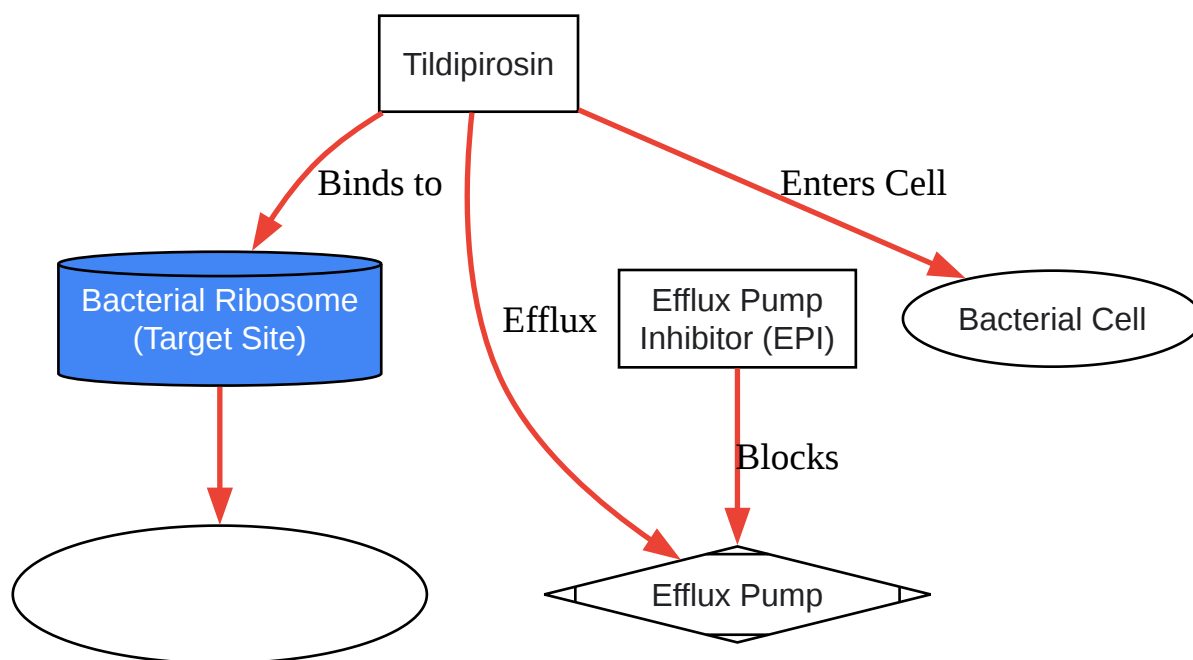 Tildipirosin
Binds to
Enters Cell
Bacterial Ribosome
(Target Site)
Efflux
Efflux Pump
Inhibitor (EPI)
Bacterial Cell
Blocks
Efflux Pump